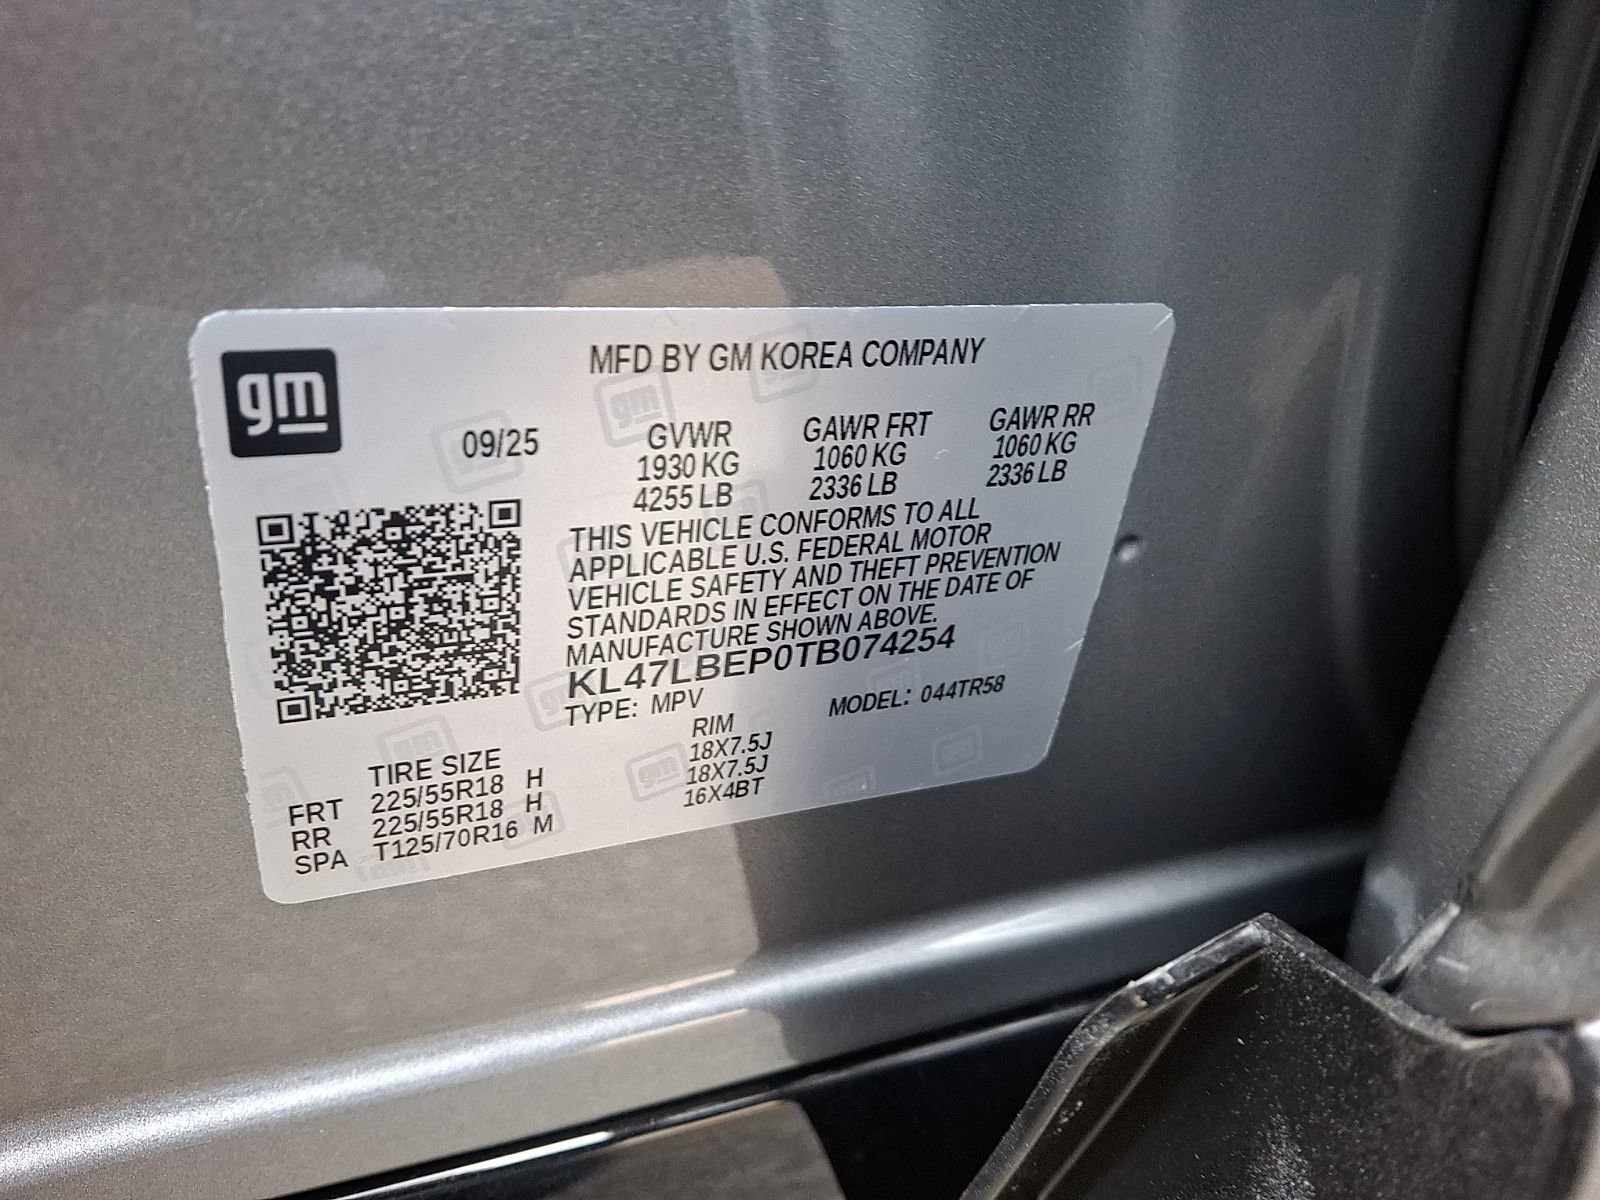 gm
MFD BY GM KOREA COMPANY
09/25
GVWR GAWR FRT GAWR RR
1930 KG 1060 KG 1060 KG
4255 LB 2336 LB 2336 LB
THIS VEHICLE CONFORMS TO ALL
APPLICABLE U.S. FEDERAL MOTOR
VEHICLE SAFETY AND THEFT PREVENTION
STANDARDS IN EFFECT ON THE DATE OF
MANUFACTURE SHOWN ABOVE.
KL47LBEP0TB074254
TYPE: MPV MODEL: 044TR58
TIRE SIZE RIM
FRT 225/55R18 H 18X7.5J
RR 225/55R18 H 18X7.5J
SPA T125/70R16 M 16X4BT